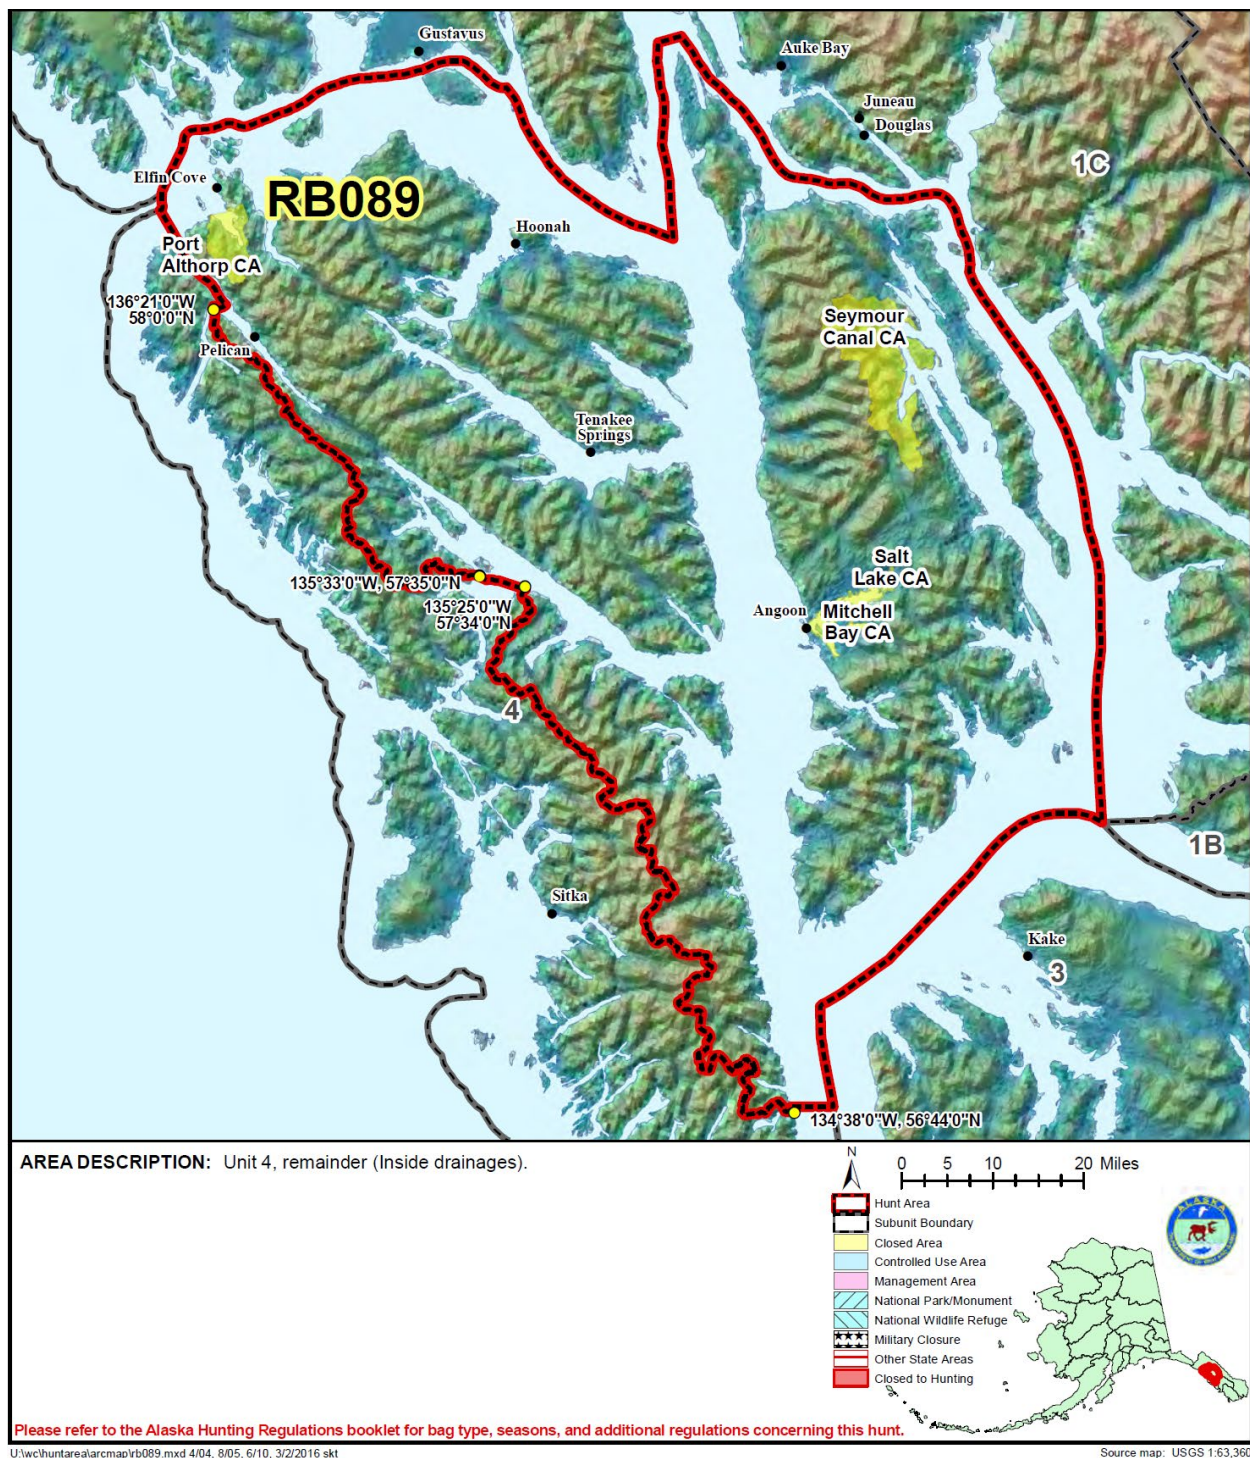 Gustavus
Auke Bay
Juneau
Douglas
1C
Elfin Cove
RB089
Hoonah
Port
Althorp CA
136°21'0"W
58°0'0"N
Pelican
Seymour
Canal CA
Tenakee
Springs
Salt
Lake CA
135°33'0"W, 57°35'0"N
135°25'0"W
57°34'0"N
Angoon
Mitchell
Bay CA
4
1B
Sitka
Kake
3
134°38'0"W, 56°44'0"N
AREA DESCRIPTION: Unit 4, remainder (Inside drainages).
N
0 5 10 20 Miles
Hunt Area
Subunit Boundary
Closed Area
Controlled Use Area
Management Area
National Park/Monument
National Wildlife Refuge
Military Closure
Other State Areas
Closed to Hunting
ALASKA
Please refer to the Alaska Hunting Regulations booklet for bag type, seasons, and additional regulations concerning this hunt.
U:\wc\huntarea\arcmap\rb089.mxd 4/04, 8/05, 6/10, 3/2/2016 skt
Source map: USGS 1:63,360